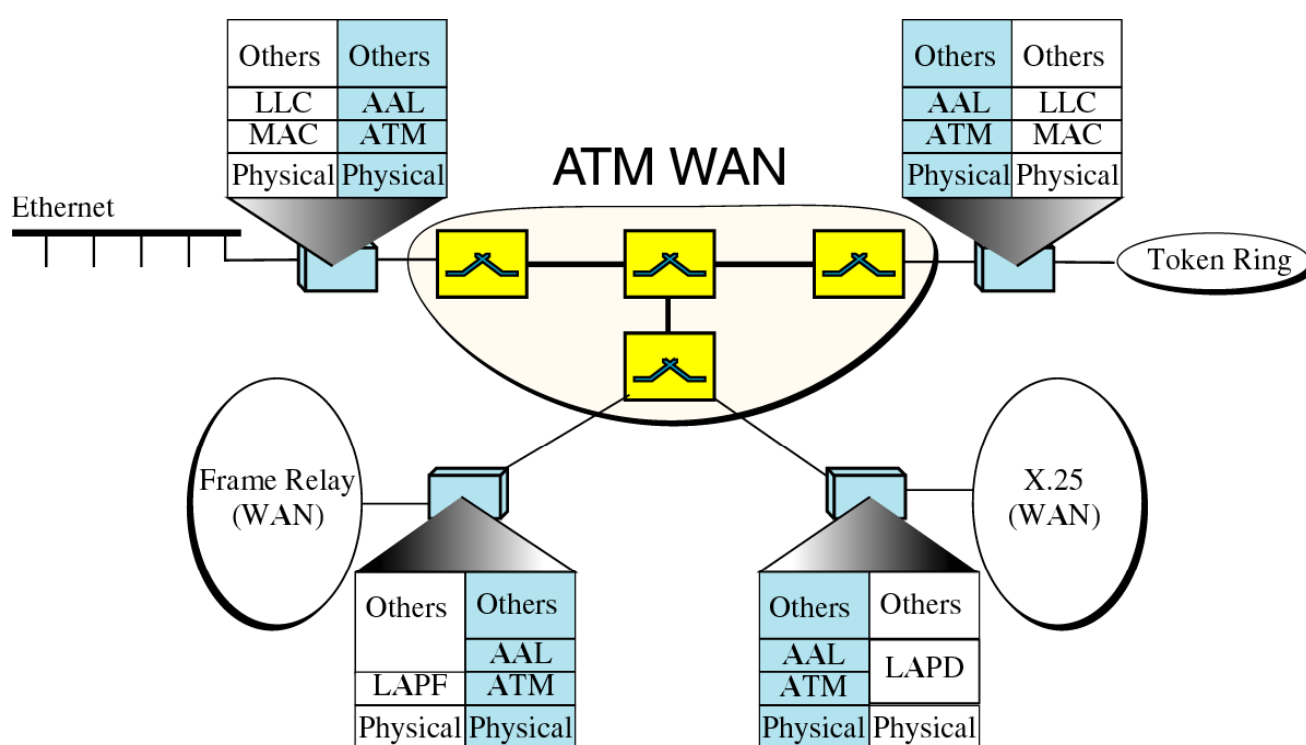 Others Others
LLC AAL
MAC ATM
Physical Physical
Others Others
AAL LLC
ATM MAC
Physical Physical
ATM WAN
Ethernet
Token Ring
Frame Relay
(WAN)
X.25
(WAN)
Others Others
AAL
LAPF ATM
Physical Physical
Others Others
AAL LAPD
ATM
Physical Physical